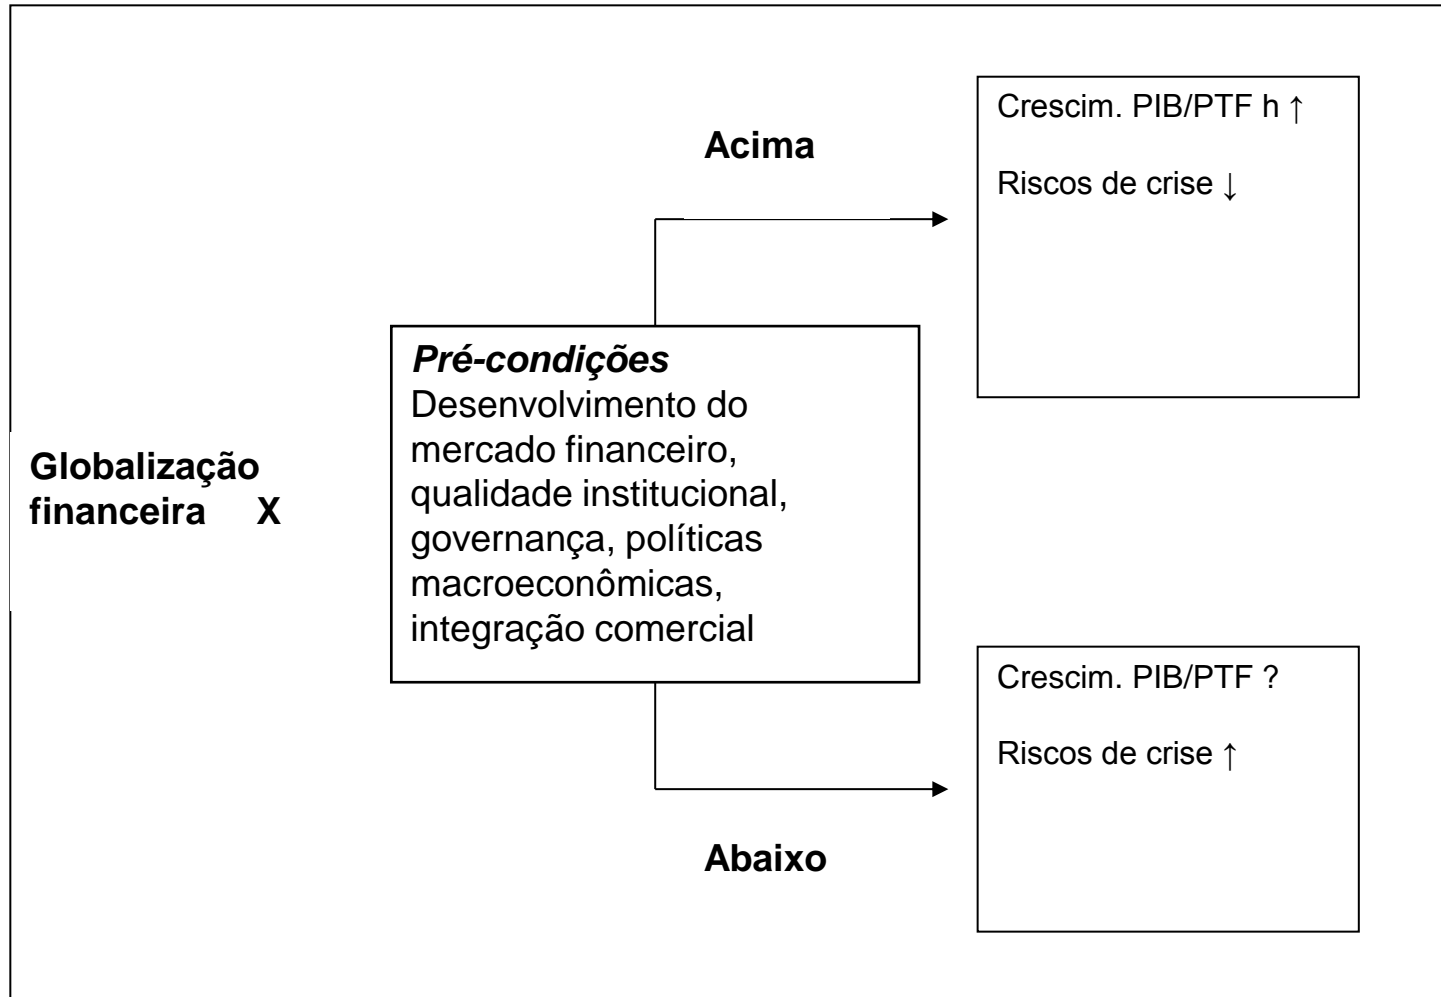 Crescim. PIB/PTF h ↑
Acima
Riscos de crise ↓
Pré-condições
Desenvolvimento do
mercado financeiro,
qualidade institucional,
governança, políticas
macroeconômicas,
integração comercial
Globalização
financeira X
Crescim. PIB/PTF ?
Riscos de crise ↑
Abaixo